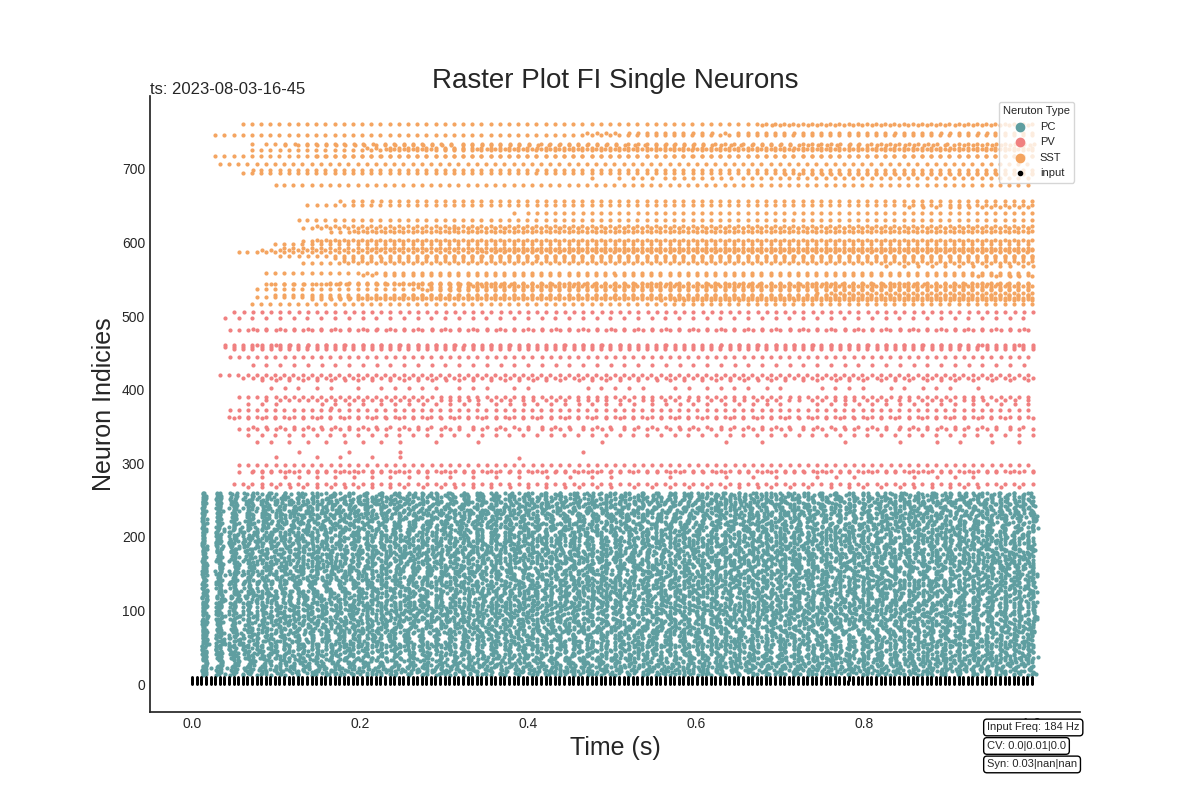 Raster Plot FI Single Neurons
ts: 2023-08-03-16-45
Neruton Type
PC
PV
SST
input
Neuron Indicies
700
600
500
400
300
200
100
0
0.0 0.2 0.4 0.6 0.8
Time (s)
Input Freq: 184 Hz
CV: 0.0|0.01|0.0
Syn: 0.03|nan|nan